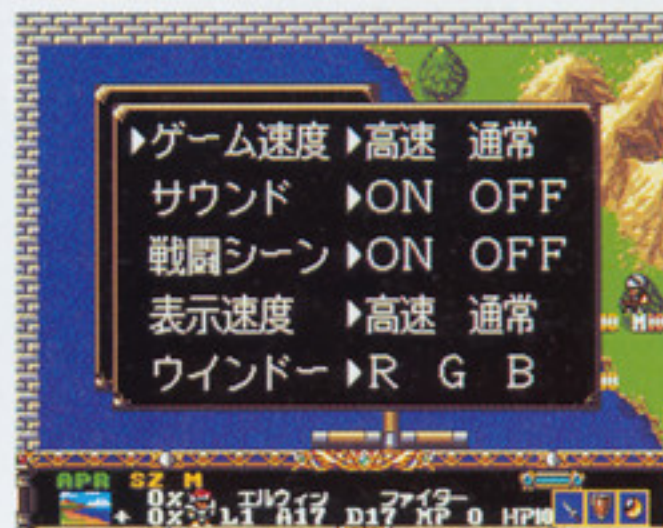 ▶ゲーム速度 ▶高速 通常
サウンド ▶ON OFF
戦闘シーン ▶ON OFF
表示速度 ▶高速 通常
ウインドー ▶R G B
M
APR SZ M
0X エルウィン ファイター
+ 0X L1 A17 D17 MP 0 HP10